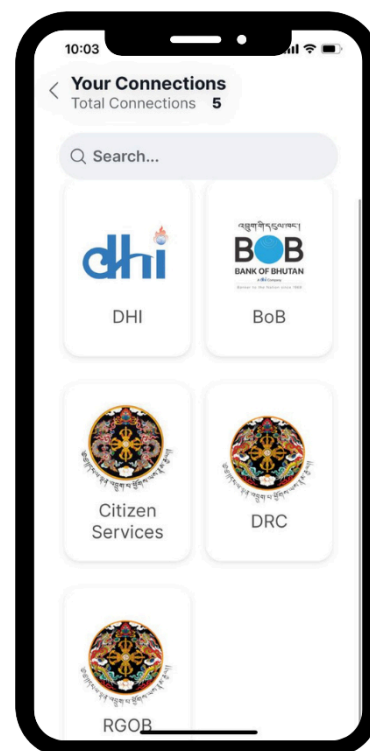 10:03
Your Connections
Total Connections 5
Search...
dhi
DHI
BOB
BANK OF BHUTAN
BoB
Citizen
Services
DRC
RGOB